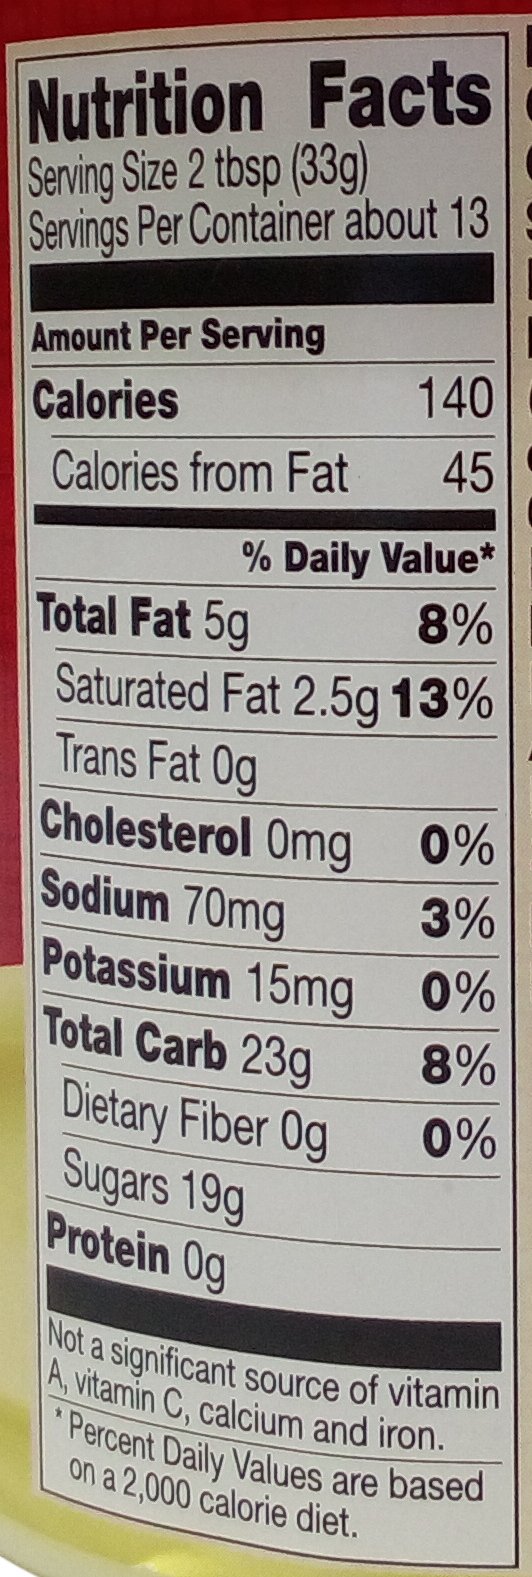 Nutrition Facts
Serving Size 2 tbsp (33g)
Servings Per Container about 13
Amount Per Serving
Calories 140
Calories from Fat 45
% Daily Value*
Total Fat 5g 8%
Saturated Fat 2.5g 13%
Trans Fat 0g
Cholesterol 0mg 0%
Sodium 70mg 3%
Potassium 15mg 0%
Total Carb 23g 8%
Dietary Fiber 0g 0%
Sugars 19g
Protein 0g
Not a significant source of vitamin
A, vitamin C, calcium and iron.
* Percent Daily Values are based
on a 2,000 calorie diet.